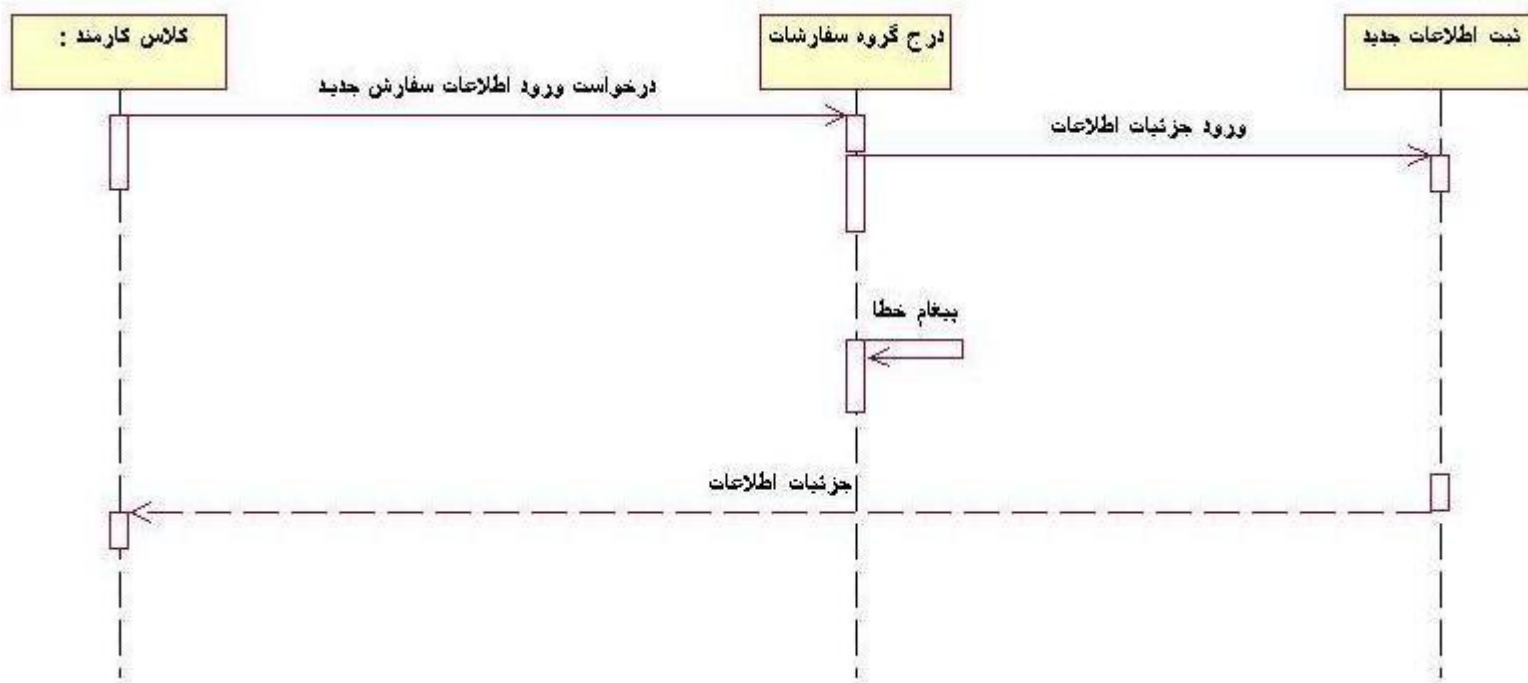 کلاس کارمند :
درج گروه سفارشات
ثبت اطلاعات جدید
درخواست ورود اطلاعات سفارش جدید
ورود جزئیات اطلاعات
پیغام خطا
جزئیات اطلاعات